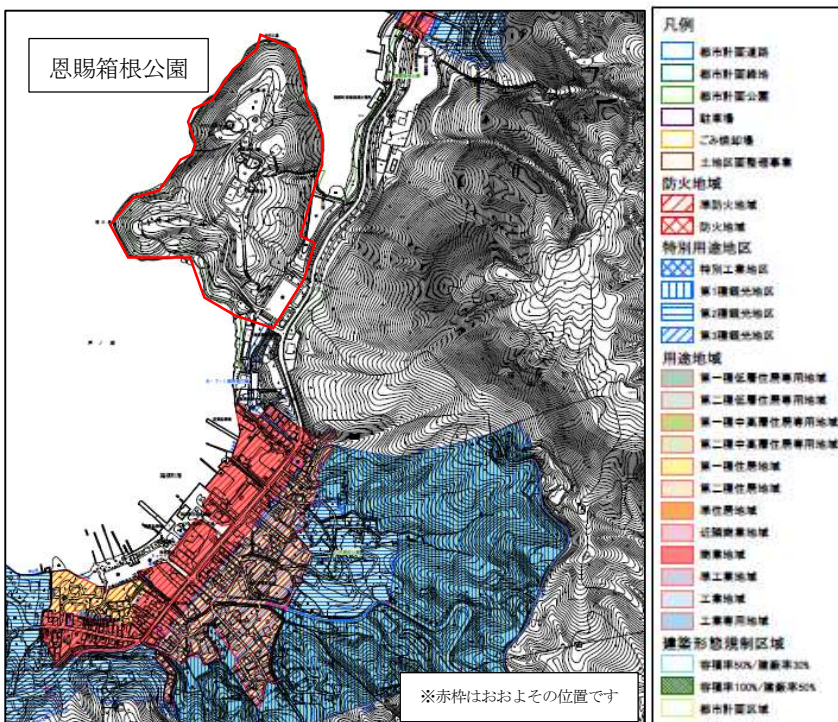 恩賜箱根公園
芦ノ湖
箱根町港
※赤枠はおおよその位置です
凡例
都市計画道路
都市計画緑地
都市計画公園
駐車場
ごみ焼却場
土地区画整理事業
防火地域
準防火地域
防火地域
特別用途地区
特別工業地区
第1種観光地区
第2種観光地区
第3種観光地区
用途地域
第一種低層住居専用地域
第二種低層住居専用地域
第一種中高層住居専用地域
第二種中高層住居専用地域
第一種住居地域
第二種住居地域
準住居地域
近隣商業地域
商業地域
準工業地域
工業地域
工業専用地域
建築形態規制区域
容積率50%/建蔽率30%
容積率100%/建蔽率50%
都市計画区域